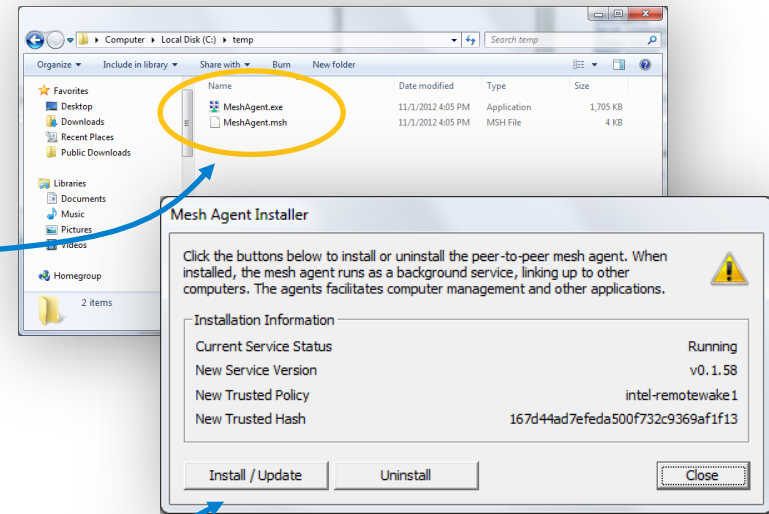 Computer ▸ Local Disk (C:) ▸ temp
Search temp
Organize ▾ Include in library ▾ Share with ▾ Burn New folder
Favorites
Desktop
Downloads
Recent Places
Public Downloads
Libraries
Documents
Music
Pictures
Videos
Homegroup
2 items
Name Date modified Type Size
MeshAgent.exe 11/1/2012 4:05 PM Application 1,705 KB
MeshAgent.msh 11/1/2012 4:05 PM MSH File 4 KB
Mesh Agent Installer
Click the buttons below to install or uninstall the peer-to-peer mesh agent. When
installed, the mesh agent runs as a background service, linking up to other
computers. The agents facilitates computer management and other applications.
Installation Information
Current Service Status Running
New Service Version v0.1.58
New Trusted Policy intel-remotewake1
New Trusted Hash 167d44ad7efeda500f732c9369af1f13
Install / Update Uninstall Close